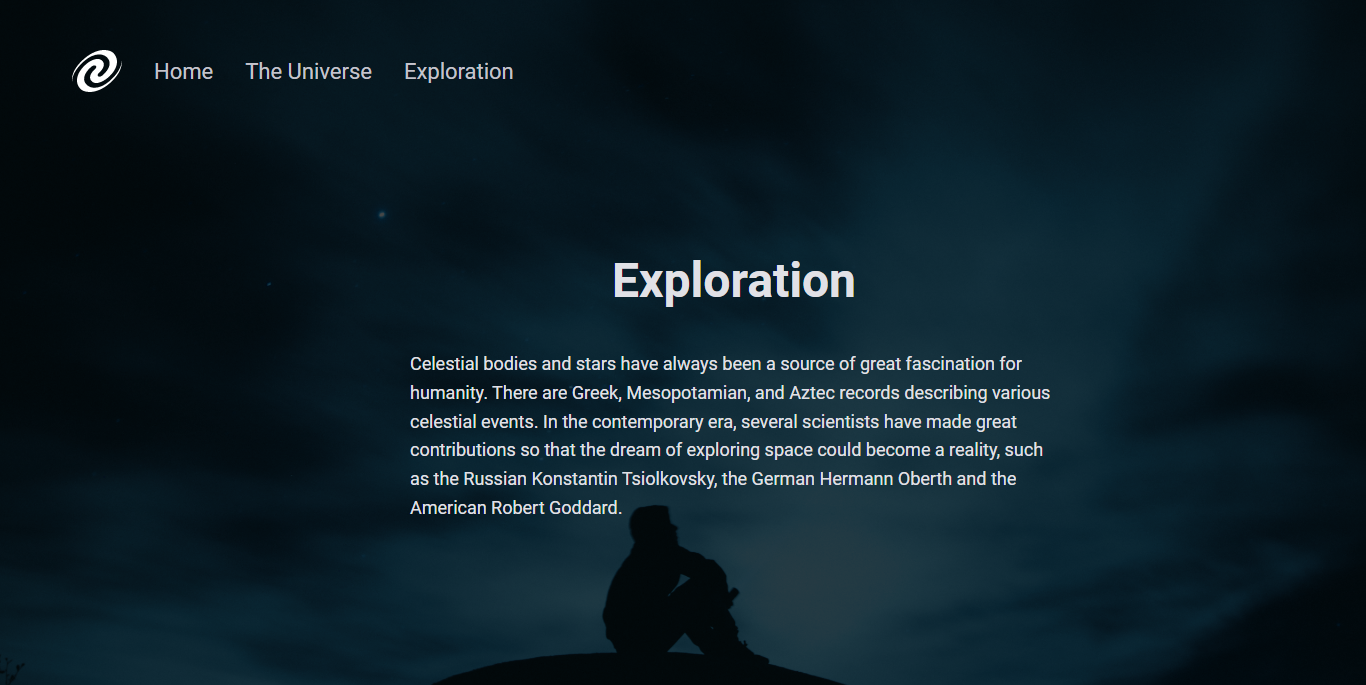 Home The Universe Exploration
Exploration
Celestial bodies and stars have always been a source of great fascination for
humanity. There are Greek, Mesopotamian, and Aztec records describing various
celestial events. In the contemporary era, several scientists have made great
contributions so that the dream of exploring space could become a reality, such
as the Russian Konstantin Tsiolkovsky, the German Hermann Oberth and the
American Robert Goddard.